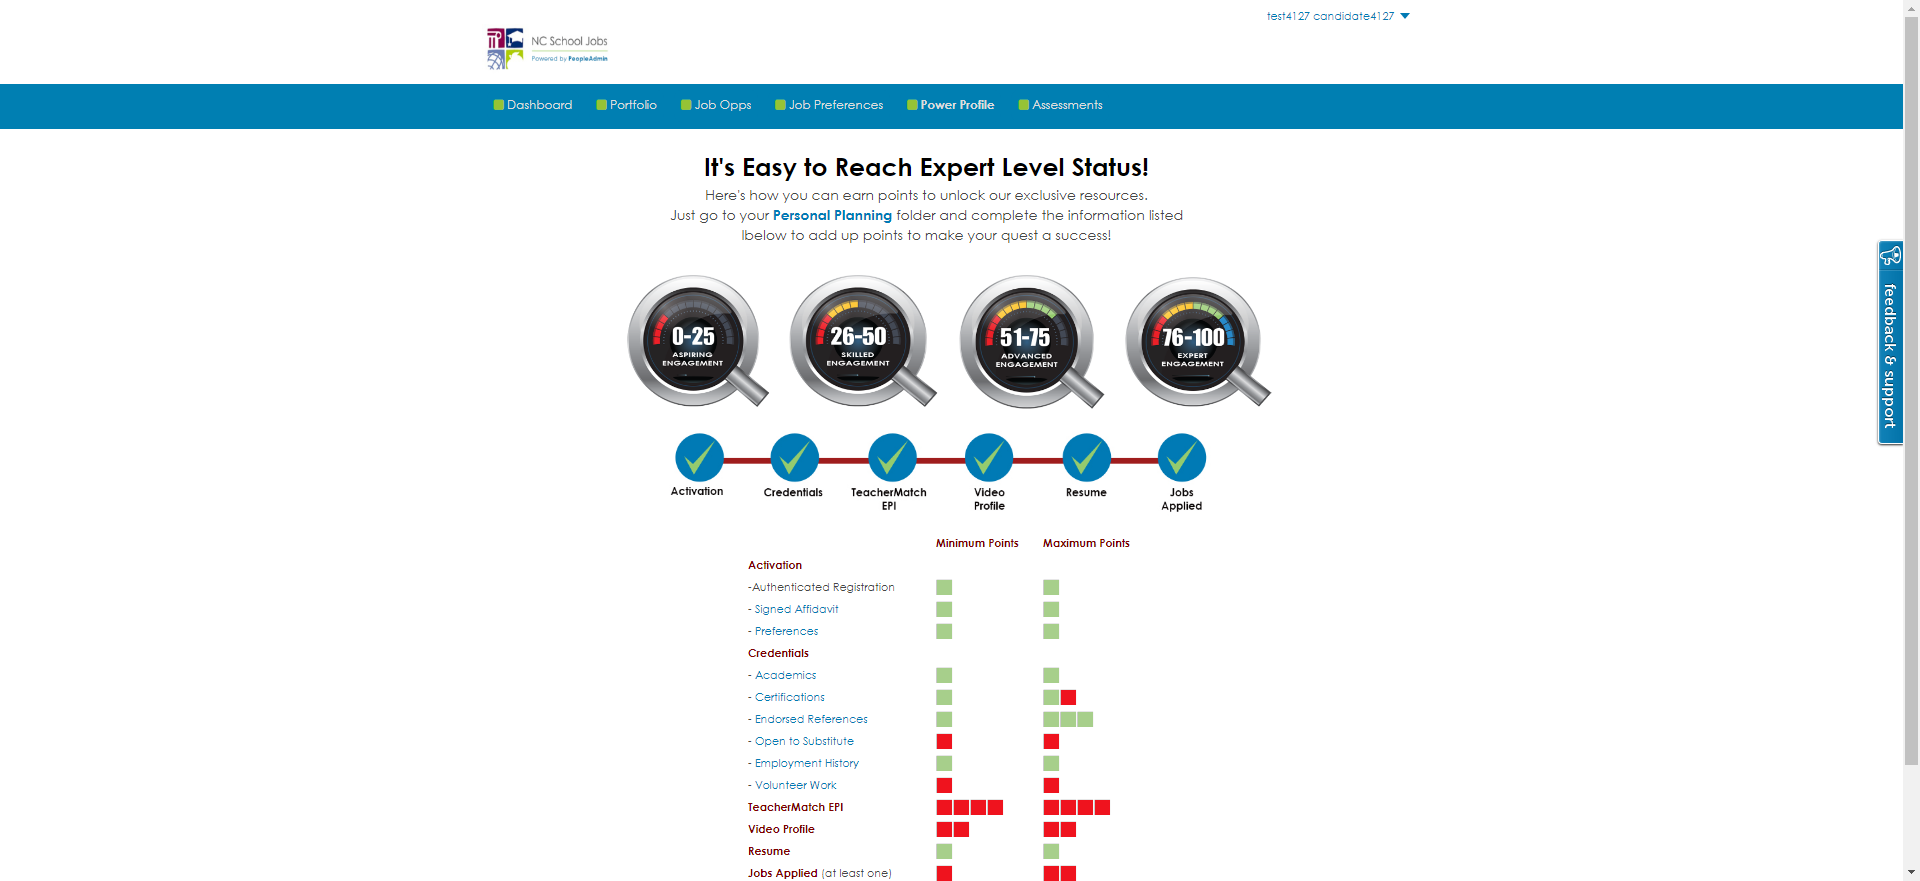 test4127 candidate4127
NC School Jobs
Powered by PeopleAdmin
Dashboard Portfolio Job Opps Job Preferences Power Profile Assessments
It's Easy to Reach Expert Level Status!
Here's how you can earn points to unlock our exclusive resources.
Just go to your Personal Planning folder and complete the information listed
lbelow to add up points to make your quest a success!
feedback & support
0-25
ASPIRING
ENGAGEMENT
26-50
SKILLED
ENGAGEMENT
51-75
ADVANCED
ENGAGEMENT
76-100
EXPERT
ENGAGEMENT
Activation
Credentials
TeacherMatch
EPI
Video
Profile
Resume
Jobs
Applied
Minimum Points Maximum Points
Activation
-Authenticated Registration
- Signed Affidavit
- Preferences
Credentials
- Academics
- Certifications
- Endorsed References
- Open to Substitute
- Employment History
- Volunteer Work
TeacherMatch EPI
Video Profile
Resume
Jobs Applied (at least one)